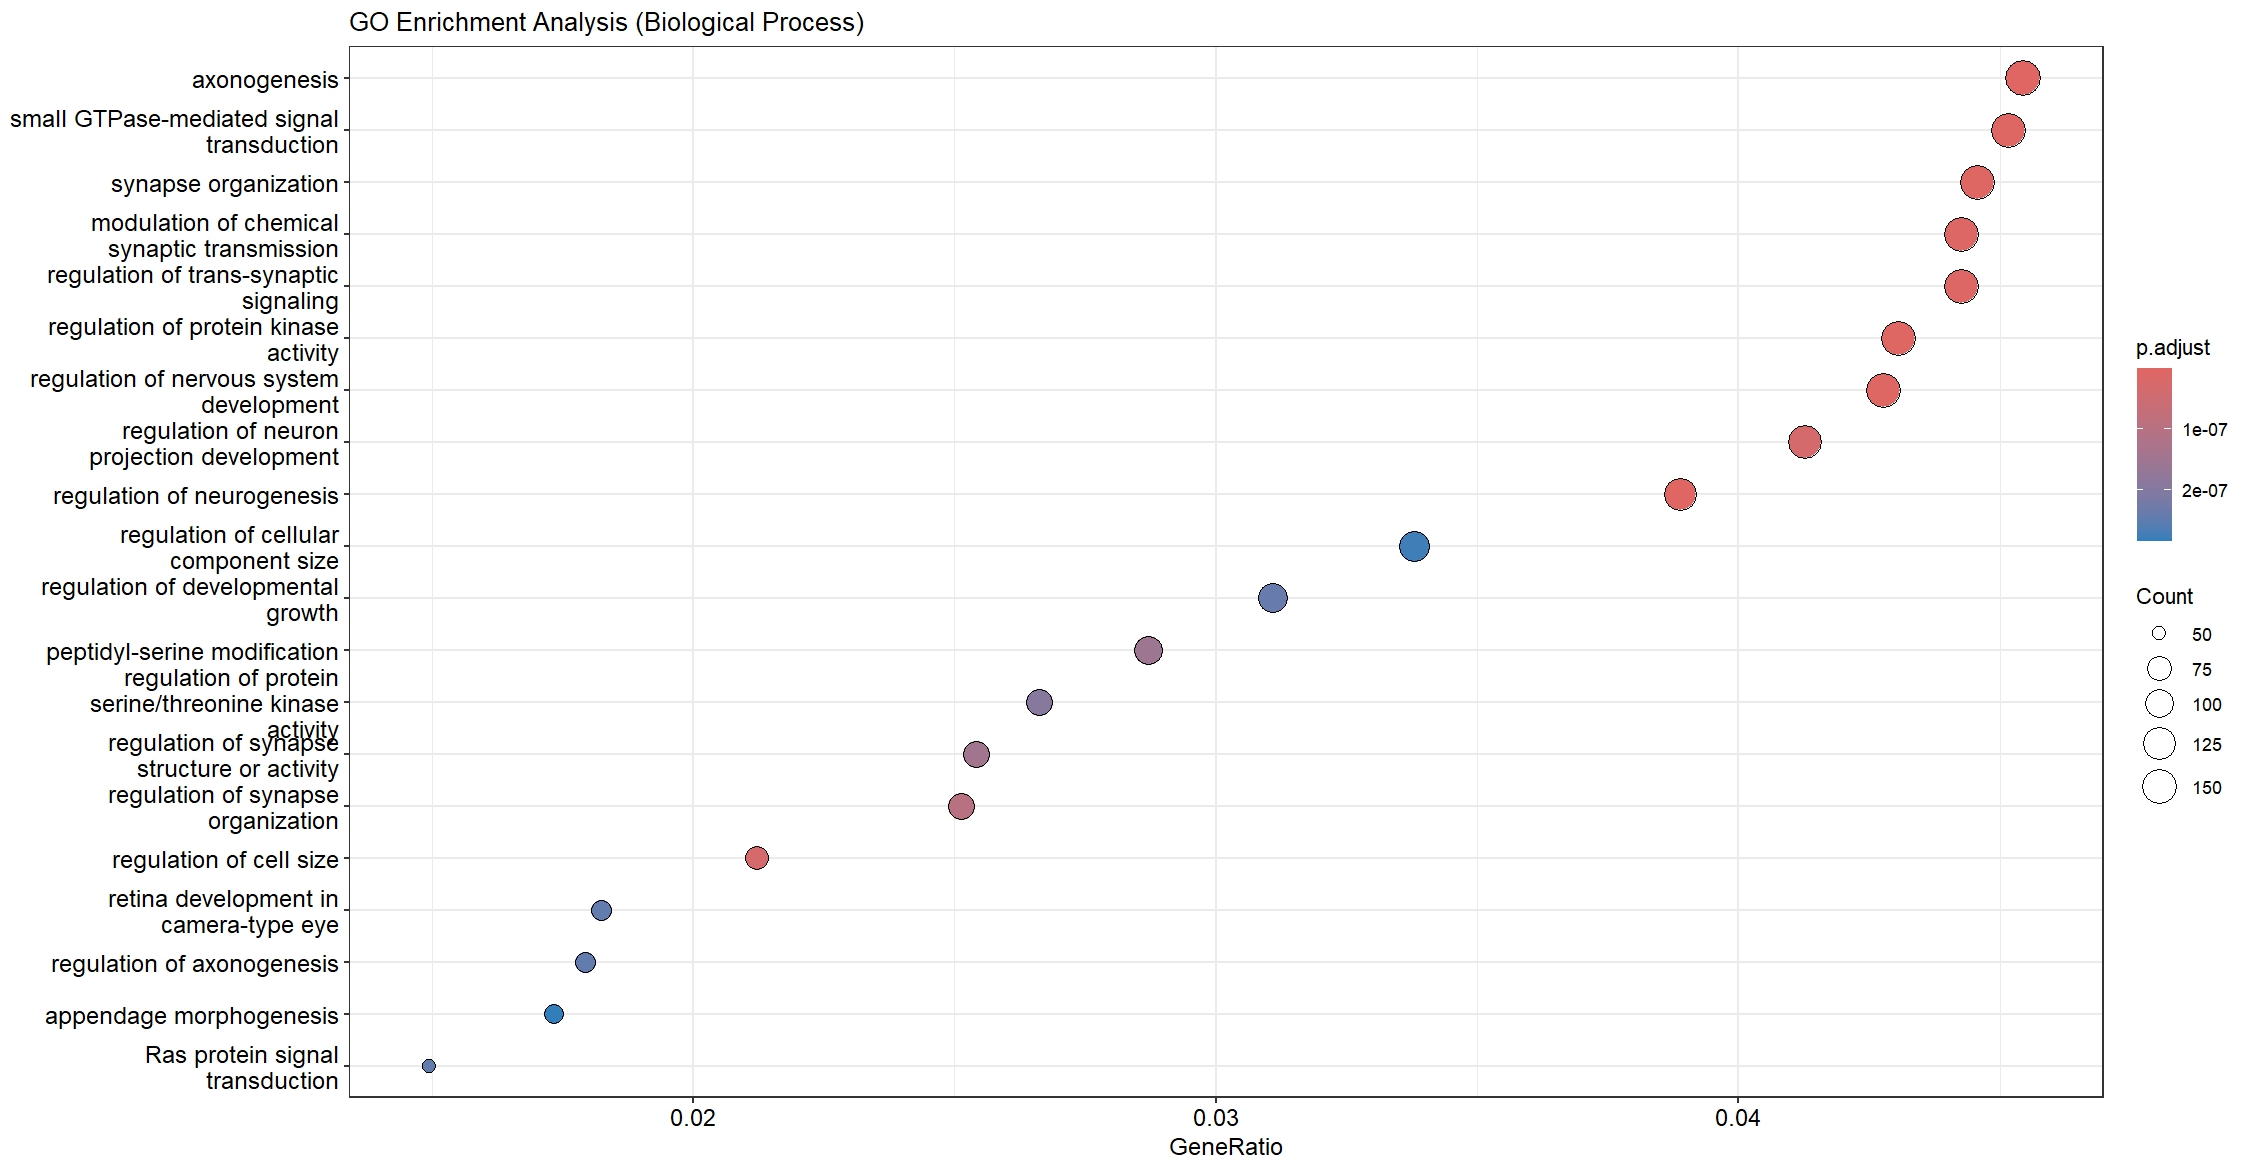 GO Enrichment Analysis (Biological Process)
axonogenesis
small GTPase-mediated signal
transduction
synapse organization
modulation of chemical
synaptic transmission
regulation of trans-synaptic
signaling
regulation of protein kinase
activity
regulation of nervous system
development
regulation of neuron
projection development
regulation of neurogenesis
regulation of cellular
component size
regulation of developmental
growth
peptidyl-serine modification
regulation of protein
serine/threonine kinase
activity
regulation of synapse
structure or activity
regulation of synapse
organization
regulation of cell size
retina development in
camera-type eye
regulation of axonogenesis
appendage morphogenesis
Ras protein signal
transduction
0.02
0.03
0.04
GeneRatio
p.adjust
1e-07
2e-07
Count
50
75
100
125
150